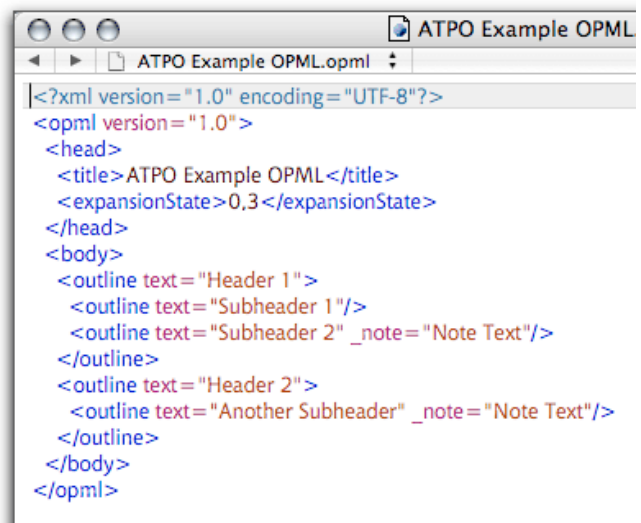 ATPO Example OPML.
ATPO Example OPML.opml
<?xml version="1.0" encoding="UTF-8"?>
<opml version="1.0">
<head>
<title>ATPO Example OPML</title>
<expansionState>0,3</expansionState>
</head>
<body>
<outline text="Header 1">
<outline text="Subheader 1"/>
<outline text="Subheader 2" _note="Note Text"/>
</outline>
<outline text="Header 2">
<outline text="Another Subheader" _note="Note Text"/>
</outline>
</body>
</opml>